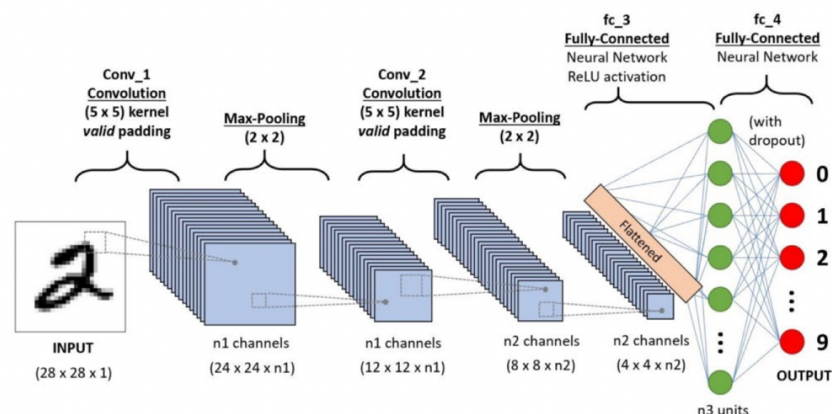 fc_3
Fully-Connected
Neural Network
ReLU activation
fc_4
Fully-Connected
Neural Network
Conv_1
Convolution
(5 x 5) kernel
valid padding
Max-Pooling
(2 x 2)
Conv_2
Convolution
(5 x 5) kernel
valid padding
Max-Pooling
(2 x 2)
(with
dropout)
Flattened
0
1
2
9
OUTPUT
INPUT
(28 x 28 x 1)
n1 channels
(24 x 24 x n1)
n1 channels
(12 x 12 x n1)
n2 channels
(8 x 8 x n2)
n2 channels
(4 x 4 x n2)
n3 units
2